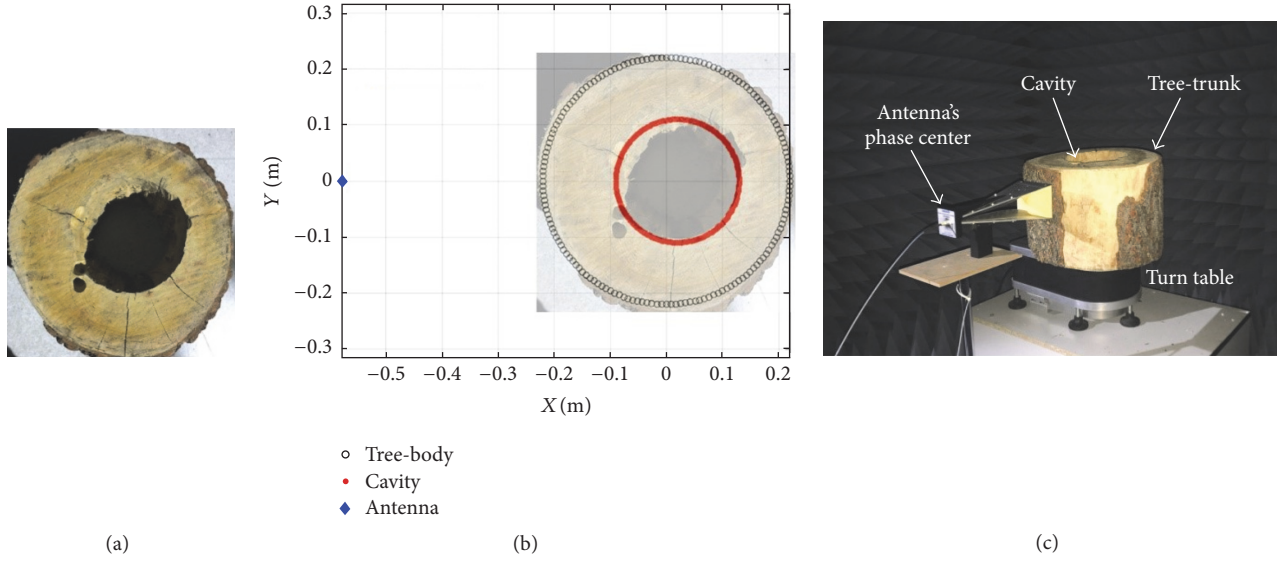 0.3
0.2
0.1
0
−0.1
−0.2
−0.3
Y (m)
−0.5 −0.4 −0.3 −0.2 −0.1 0 0.1 0.2
X (m)
Tree-body
Cavity
Antenna
Cavity
Tree-trunk
Antenna's
phase center
Turn table
(a)
(b)
(c)